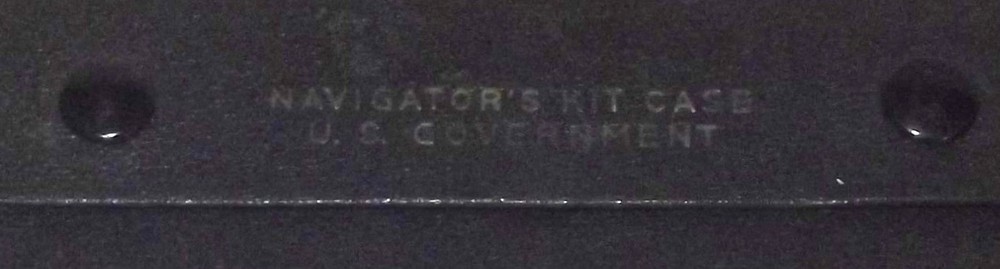 NAVIGATOR'S KIT CASE
U. S. GOVERNMENT